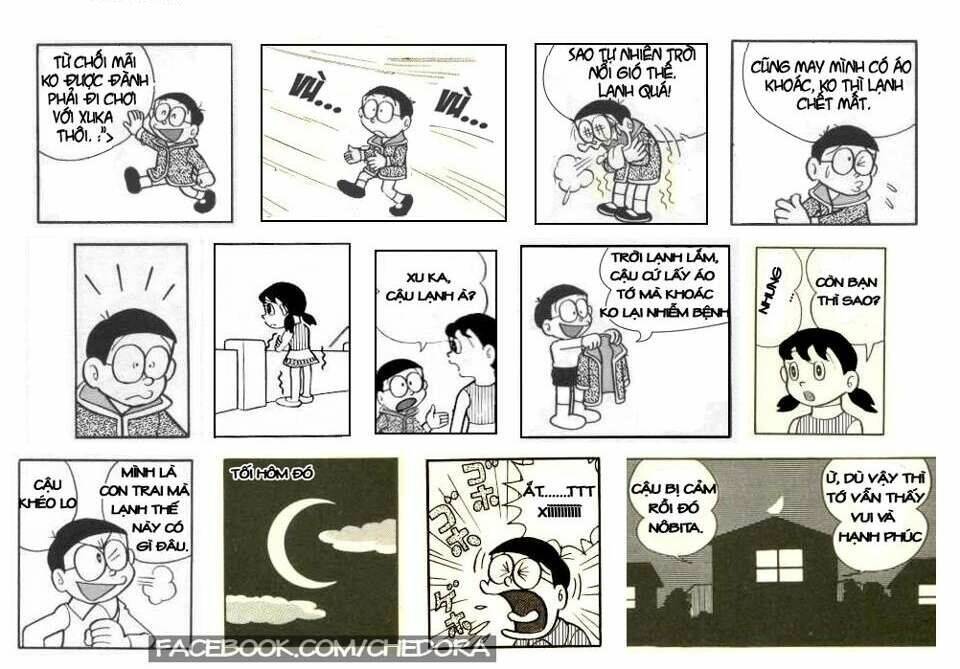 TỪ CHỐI MÃI
KO ĐƯỢC ĐÀNH
PHẢI ĐI CHƠI
VỚI XUKA
THÔI. :">
VÙ...
VÙ...
SAO TỰ NHIÊN TRỜI
NỔI GIÓ THẾ.
LẠNH QUÁ!
CŨNG MAY MÌNH CÓ ÁO
KHOÁC, KO THÌ LẠNH
CHẾT MẤT.
XU KA,
CẬU LẠNH À?
TRỜI LẠNH LẮM,
CẬU CỨ LẤY ÁO
TỚ MÀ KHOÁC
KO LẠI NHIỄM BỆNH
NHƯNG
...
CÒN BẠN
THÌ SAO?
CẬU
KHÉO LO
MÌNH LÀ
CON TRAI MÀ
LẠNH THẾ
NÀY CÓ
GÌ ĐÂU.
TỐI HÔM ĐÓ
ẮT.......TTT
XÌÌÌÌÌÌÌÌÌÌ
CẬU BỊ CẢM
RỒI ĐÓ
NÔBITA.
Ừ, DÙ VẬY THÌ
TỚ VẪN THẤY
VUI VÀ
HẠNH PHÚC
FACEBOOK.COM/CHEDORA